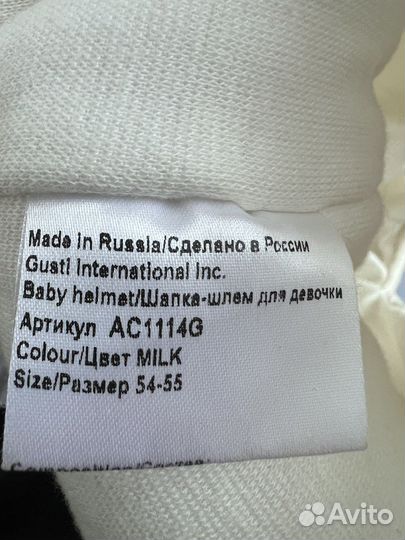 Made in Russia/Сделано в России
Gusti International Inc.
Baby helmet/Шапка-шлем для девочки
Артикул AC1114G
Colour/Цвет MILK
Size/Размер 54-55
Avito